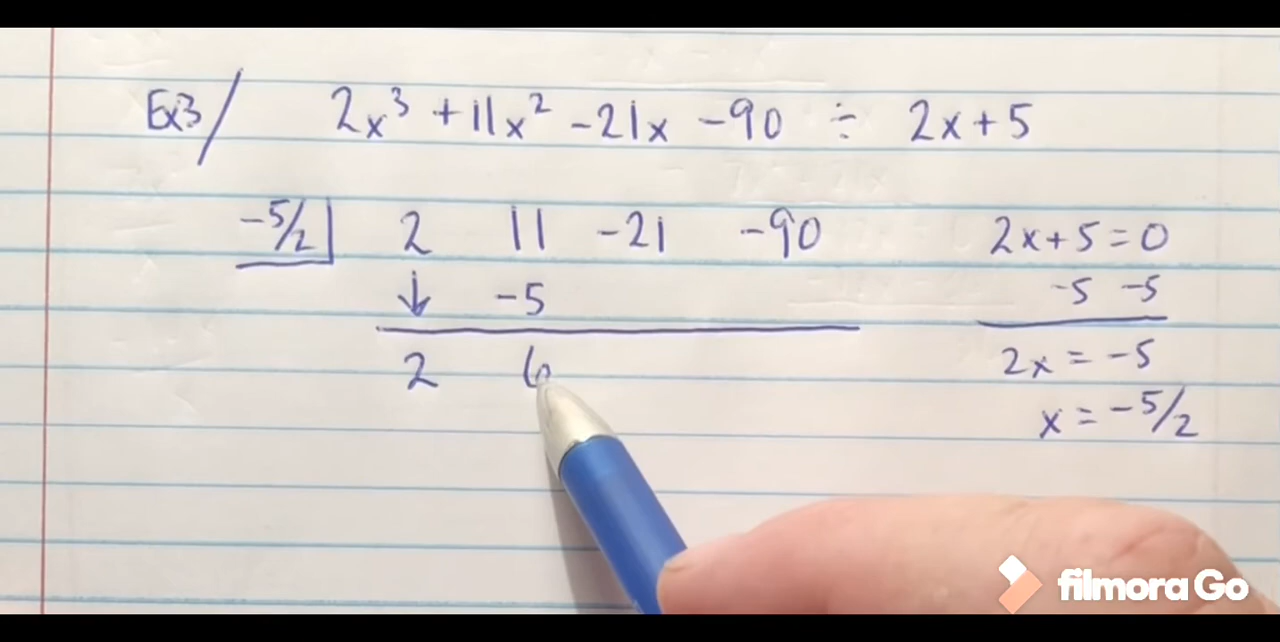 Ex3/ 2x³ + 11x² - 21x - 90 ÷ 2x + 5
-5/2 2 11 -21 -90
↓ -5
2 6
2x + 5 = 0
-5 -5
2x = -5
x = -5/2
filmora Go